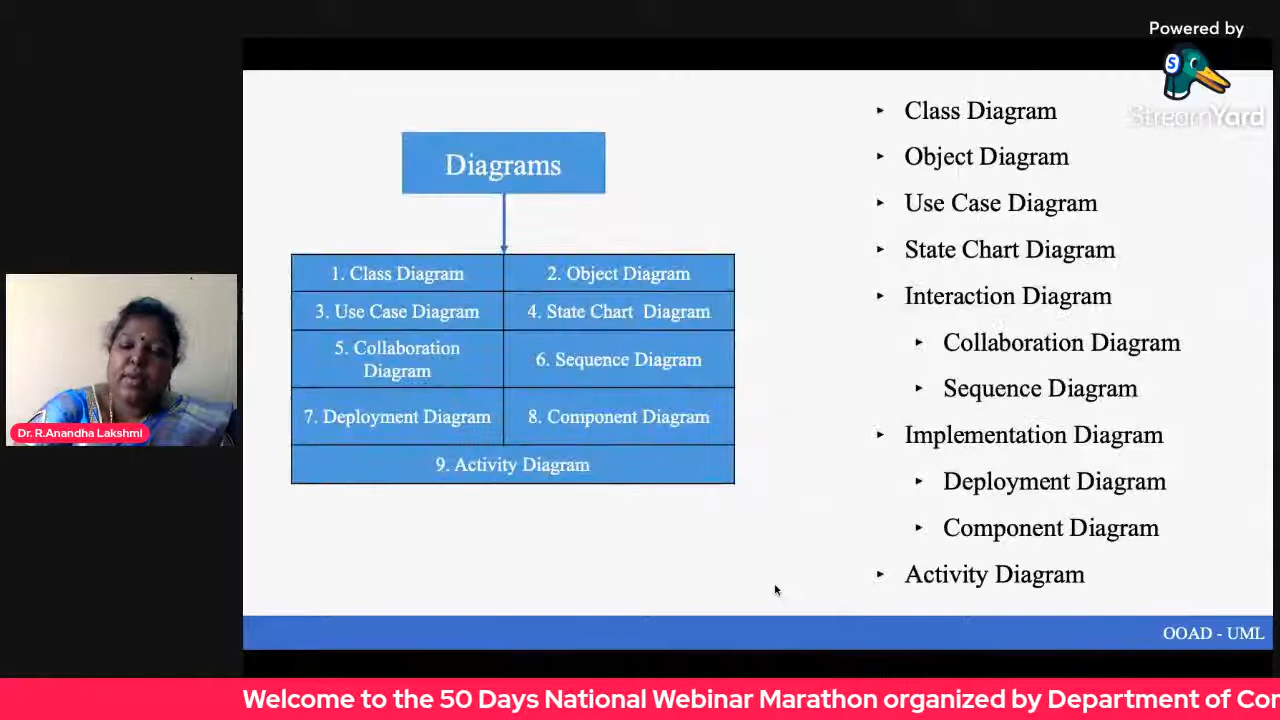 Powered by
StreamYard
Diagrams
1. Class Diagram
2. Object Diagram
3. Use Case Diagram
4. State Chart Diagram
5. Collaboration
Diagram
6. Sequence Diagram
7. Deployment Diagram
8. Component Diagram
9. Activity Diagram
Class Diagram
Object Diagram
Use Case Diagram
State Chart Diagram
Interaction Diagram
Collaboration Diagram
Sequence Diagram
Implementation Diagram
Deployment Diagram
Component Diagram
Activity Diagram
Dr. R.Anandha Lakshmi
OOAD - UML
Welcome to the 50 Days National Webinar Marathon organized by Department of